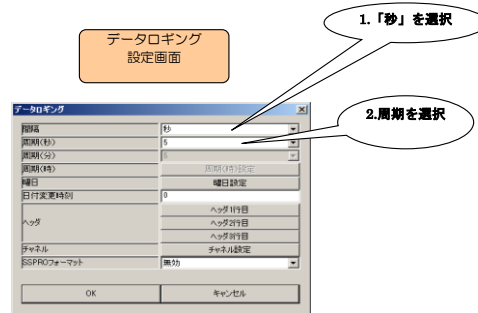 1.「秒」を選択
データロギング
設定画面
データロギング
間隔 秒
2.周期を選択
周期(秒) 5
周期(分) 5
周期(時) 周期(時)設定
曜日 曜日設定
日付変更時刻 0
ヘッダ1行目
ヘッダ ヘッダ2行目
ヘッダ3行目
チャネル チャネル設定
SSPROフォーマット 無効
OK キャンセル